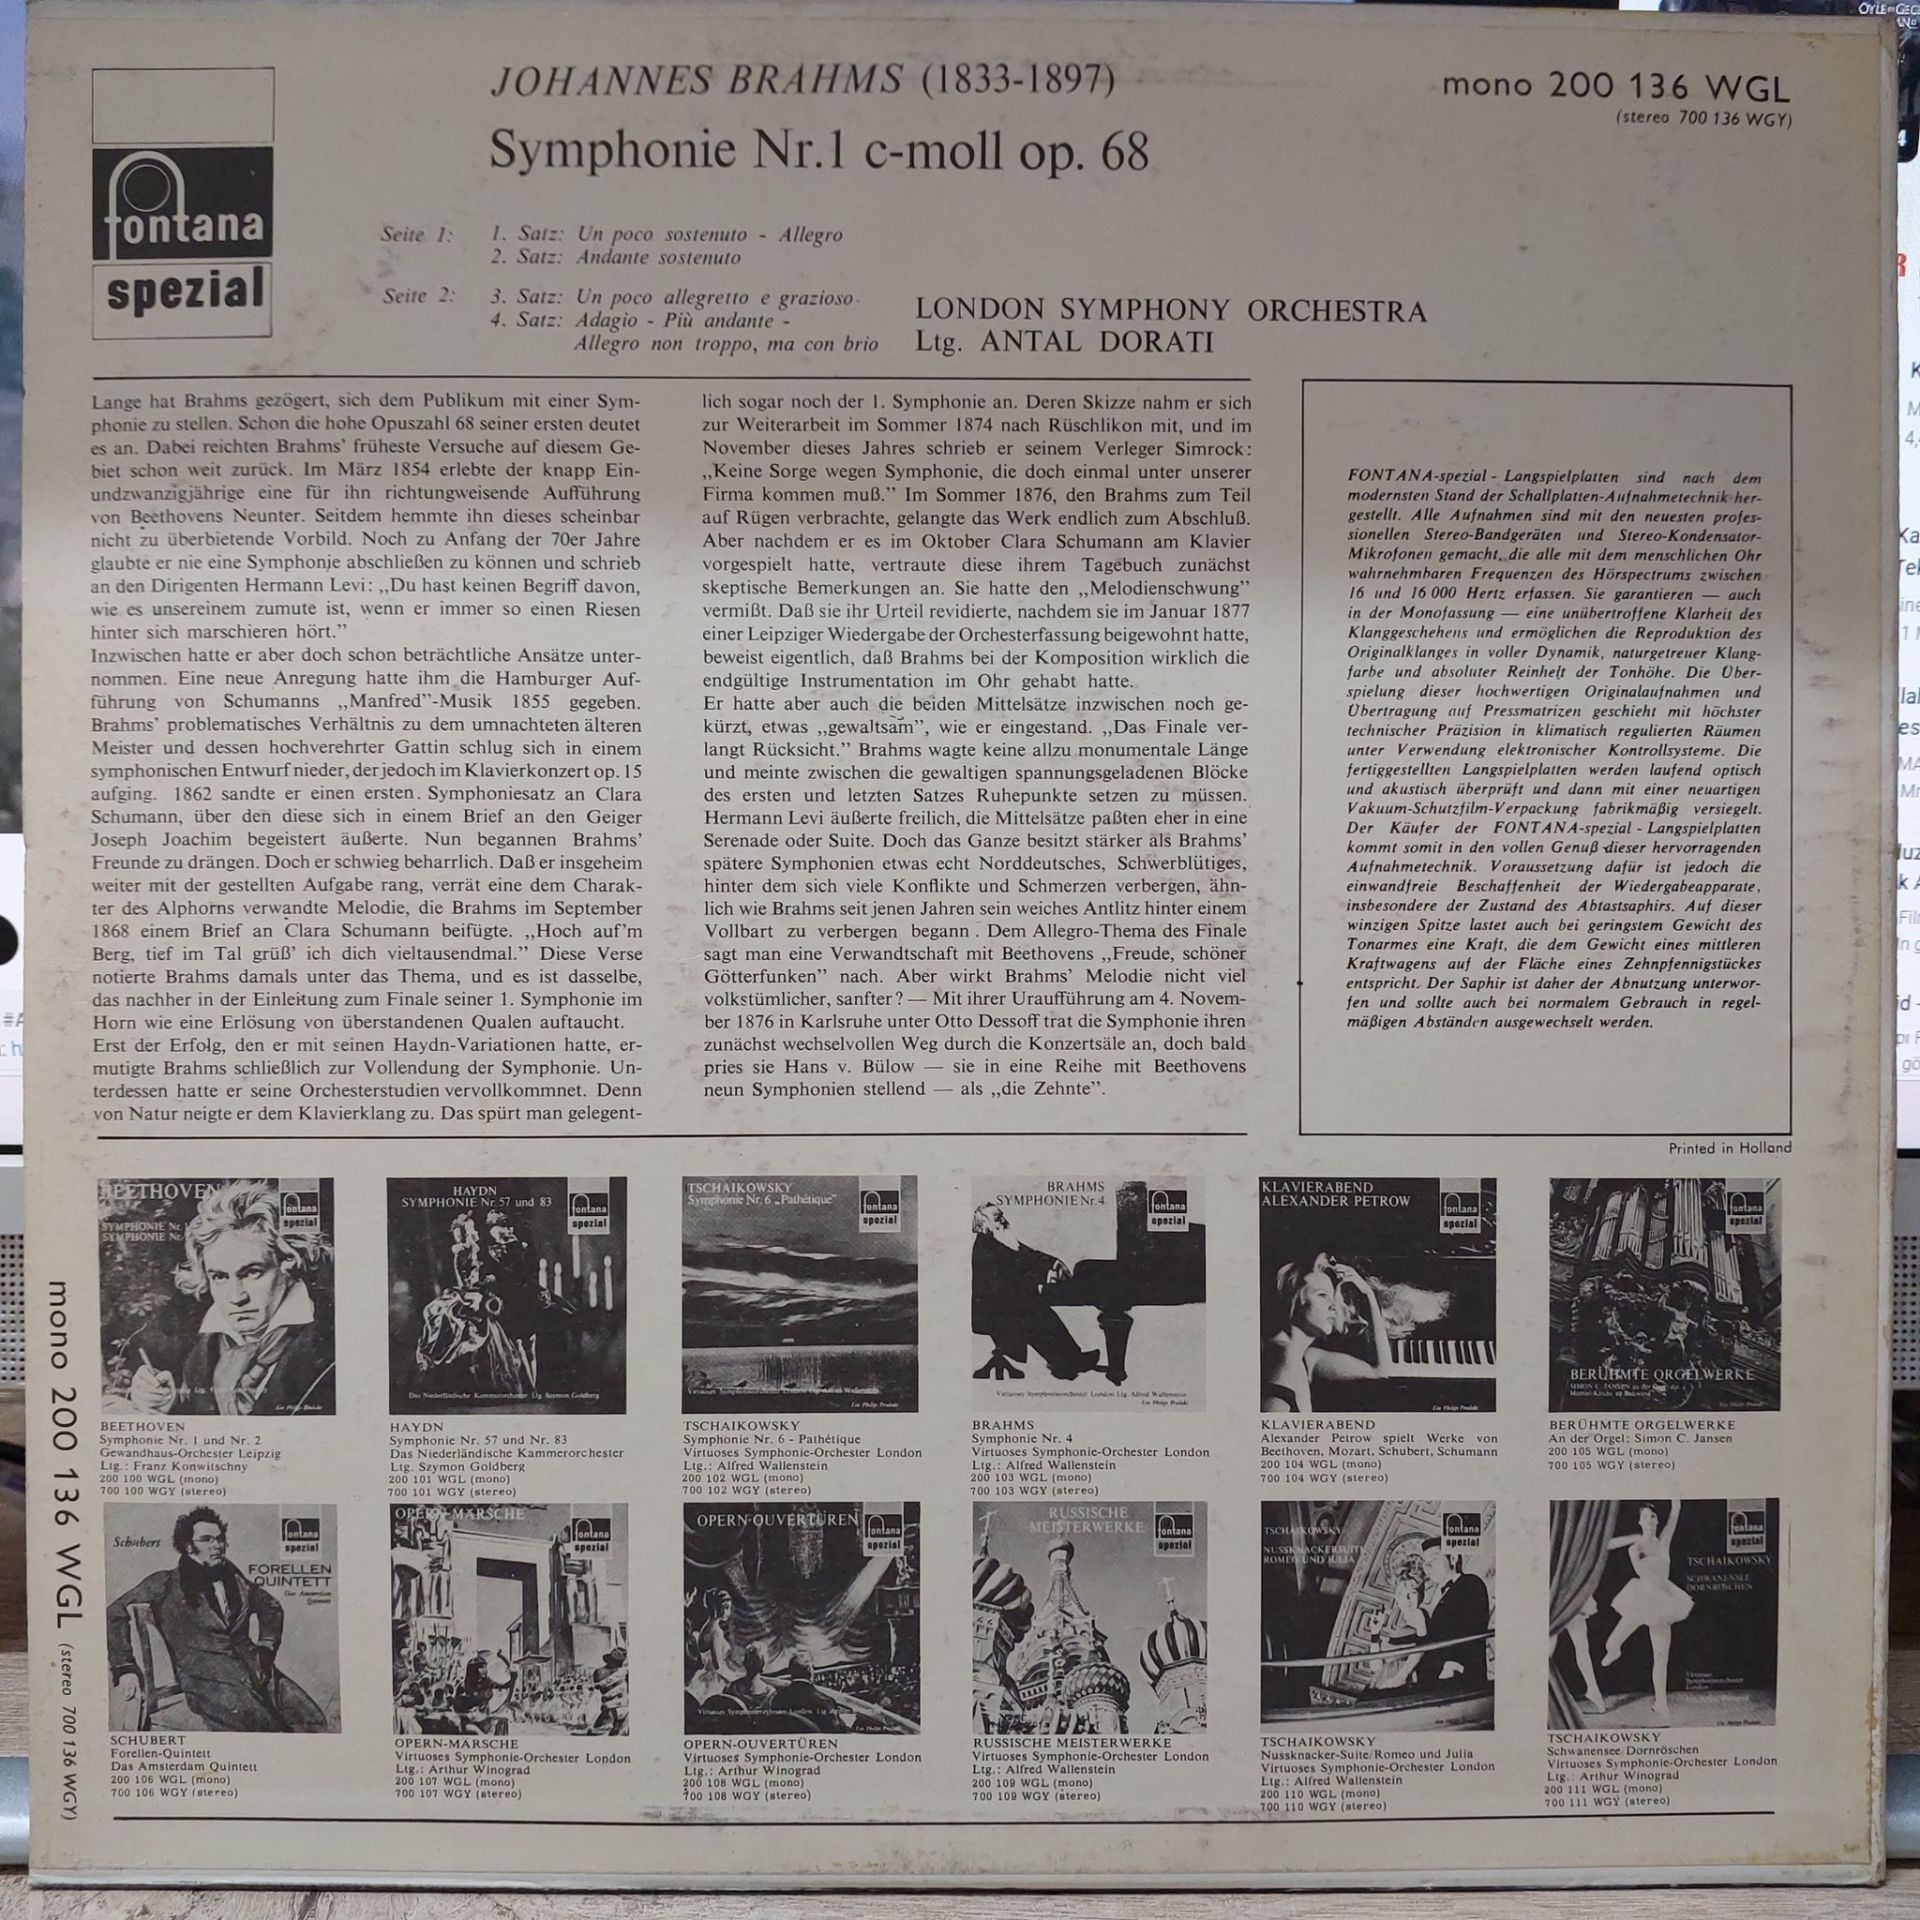 JOHANNES BRAHMS (1833-1897)
Symphonie Nr.1 c-moll op. 68
mono 200 136 WGL
(stereo 700 136 WGY)
fontana
spezial
Seite 1: 1. Satz: Un poco sostenuto - Allegro
2. Satz: Andante sostenuto
Seite 2: 3. Satz: Un poco allegretto e grazioso
4. Satz: Adagio - Più andante -
Allegro non troppo, ma con brio
LONDON SYMPHONY ORCHESTRA
Ltg. ANTAL DORATI
Lange hat Brahms gezögert, sich dem Publikum mit einer Sym-
phonie zu stellen. Schon die hohe Opuszahl 68 seiner ersten deutet
es an. Dabei reichten Brahms' früheste Versuche auf diesem Ge-
biet schon weit zurück. Im März 1854 erlebte der knapp Ein-
undzwanzigjährige eine für ihn richtungweisende Aufführung
von Beethovens Neunter. Seitdem hemmte ihn dieses scheinbar
nicht zu überbietende Vorbild. Noch zu Anfang der 70er Jahre
glaubte er nie eine Symphonie abschließen zu können und schrieb
an den Dirigenten Hermann Levi: „Du hast keinen Begriff davon,
wie es unsereinem zumute ist, wenn er immer so einen Riesen
hinter sich marschieren hört.”
Inzwischen hatte er aber doch schon beträchtliche Ansätze unter-
nommen. Eine neue Anregung hatte ihm die Hamburger Auf-
führung von Schumanns „Manfred”-Musik 1855 gegeben.
Brahms' problematisches Verhältnis zu dem umnachteten älteren
Meister und dessen hochverehrter Gattin schlug sich in einem
symphonischen Entwurf nieder, der jedoch im Klavierkonzert op. 15
aufging. 1862 sandte er einen ersten Symphoniesatz an Clara
Schumann, über den diese sich in einem Brief an den Geiger
Joseph Joachim begeistert äußerte. Nun begannen Brahms'
Freunde zu drängen. Doch er schwieg beharrlich. Daß er insgeheim
weiter mit der gestellten Aufgabe rang, verrät eine dem Charak-
ter des Alphorns verwandte Melodie, die Brahms im September
1868 einem Brief an Clara Schumann beifügte. „Hoch auf'm
Berg, tief im Tal grüß' ich dich vieltausendmal.” Diese Verse
notierte Brahms damals unter das Thema, und es ist dasselbe,
das nachher in der Einleitung zum Finale seiner 1. Symphonie im
Horn wie eine Erlösung von überstandenen Qualen auftaucht.
Erst der Erfolg, den er mit seinen Haydn-Variationen hatte, er-
mutigte Brahms schließlich zur Vollendung der Symphonie. Un-
terdessen hatte er seine Orchesterstudien vervollkommnet. Denn
von Natur neigte er dem Klavierklang zu. Das spürt man gelegent-
lich sogar noch der 1. Symphonie an. Deren Skizze nahm er sich
zur Weiterarbeit im Sommer 1874 nach Rüschlikon mit, und im
November dieses Jahres schrieb er seinem Verleger Simrock:
„Keine Sorge wegen Symphonie, die doch einmal unter unserer
Firma kommen muß.” Im Sommer 1876, den Brahms zum Teil
auf Rügen verbrachte, gelangte das Werk endlich zum Abschluß.
Aber nachdem er es im Oktober Clara Schumann am Klavier
vorgespielt hatte, vertraute diese ihrem Tagebuch zunächst
skeptische Bemerkungen an. Sie hatte den „Melodienschwung”
vermißt. Daß sie ihr Urteil revidierte, nachdem sie im Januar 1877
einer Leipziger Wiedergabe der Orchesterfassung beigewohnt hatte,
beweist eigentlich, daß Brahms bei der Komposition wirklich die
endgültige Instrumentation im Ohr gehabt hatte.
Er hatte aber auch die beiden Mittelsätze inzwischen noch ge-
kürzt, etwas „gewaltsam”, wie er eingestand. „Das Finale ver-
langt Rücksicht.” Brahms wagte keine allzu monumentale Länge
und meinte zwischen die gewaltigen spannungsgeladenen Blöcke
des ersten und letzten Satzes Ruhepunkte setzen zu müssen.
Hermann Levi äußerte freilich, die Mittelsätze paßten eher in eine
Serenade oder Suite. Doch das Ganze besitzt stärker als Brahms'
spätere Symphonien etwas echt Norddeutsches, Schwerblütiges,
hinter dem sich viele Konflikte und Schmerzen verbergen, ähn-
lich wie Brahms seit jenen Jahren sein weiches Antlitz hinter einem
Vollbart zu verbergen begann. Dem Allegro-Thema des Finale
sagt man eine Verwandtschaft mit Beethovens „Freude, schöner
Götterfunken” nach. Aber wirkt Brahms' Melodie nicht viel
volkstümlicher, sanfter? — Mit ihrer Uraufführung am 4. Novem-
ber 1876 in Karlsruhe unter Otto Dessoff trat die Symphonie ihren
zunächst wechselvollen Weg durch die Konzertsäle an, doch bald
pries sie Hans v. Bülow — sie in eine Reihe mit Beethovens
neun Symphonien stellend — als „die Zehnte”.
FONTANA-spezial - Langspielplatten sind nach dem
modernsten Stand der Schallplatten-Aufnahmetechnik her-
gestellt. Alle Aufnahmen sind mit den neuesten profes-
sionellen Stereo-Bandgeräten und Stereo-Kondensator-
Mikrofonen gemacht, die alle mit dem menschlichen Ohr
wahrnehmbaren Frequenzen des Hörspectrums zwischen
16 und 16 000 Hertz erfassen. Sie garantieren — auch
in der Monofassung — eine unübertroffene Klarheit des
Klanggeschehens und ermöglichen die Reproduktion des
Originalklanges in voller Dynamik, naturgetreuer Klang-
farbe und absoluter Reinheit der Tonhöhe. Die Über-
spielung dieser hochwertigen Originalaufnahmen und
Übertragung auf Pressmatrizen geschieht mit höchster
technischer Präzision in klimatisch regulierten Räumen
unter Verwendung elektronischer Kontrollsysteme. Die
fertiggestellten Langspielplatten werden laufend optisch
und akustisch überprüft und dann mit einer neuartigen
Vakuum-Schutzfilm-Verpackung fabrikmäßig versiegelt.
Der Käufer der FONTANA-spezial - Langspielplatten
kommt somit in den vollen Genuß dieser hervorragenden
Aufnahmetechnik. Voraussetzung dafür ist jedoch die
einwandfreie Beschaffenheit der Wiedergabeapparate,
insbesondere der Zustand des Abtastsaphirs. Auf dieser
winzigen Spitze lastet auch bei geringstem Gewicht des
Tonarmes eine Kraft, die dem Gewicht eines mittleren
Kraftwagens auf der Fläche eines Zehnpfennigstückes
entspricht. Der Saphir ist daher der Abnutzung unterwor-
fen und sollte auch bei normalem Gebrauch in regel-
mäßigen Abständen ausgewechselt werden.
Printed in Holland
BEETHOVEN
SYMPHONIE Nr.
SYMPHONIE Nr.
fontana
spezial
HAYDN
SYMPHONIE Nr. 57 und 83
fontana
spezial
Das Niederländische Kammerorchester Ltg. Szymon Goldberg
TSCHAIKOWSKY
Symphonie Nr. 6 „Pathétique”
fontana
spezial
BRAHMS
SYMPHONIE Nr. 4
fontana
spezial
Virtuoses Symphonieorchester London Ltg. Alfred Wallenstein
KLAVIERABEND
ALEXANDER PETROW
fontana
spezial
fontana
spezial
BERÜHMTE ORGELWERKE
BEETHOVEN
Symphonie Nr. 1 und Nr. 2
Gewandhaus-Orchester Leipzig
Ltg.: Franz Konwitschny
200 100 WGL (mono)
700 100 WGY (stereo)
HAYDN
Symphonie Nr. 57 und Nr. 83
Das Niederländische Kammerorchester
Ltg. Szymon Goldberg
200 101 WGL (mono)
700 101 WGY (stereo)
TSCHAIKOWSKY
Symphonie Nr. 6 - Pathétique
Virtuoses Symphonie-Orchester London
Ltg.: Alfred Wallenstein
200 102 WGL (mono)
700 102 WGY (stereo)
BRAHMS
Symphonie Nr. 4
Virtuoses Symphonie-Orchester London
Ltg.: Alfred Wallenstein
200 103 WGL (mono)
700 103 WGY (stereo)
KLAVIERABEND
Alexander Petrow spielt Werke von
Beethoven, Mozart, Schubert, Schumann
200 104 WGL (mono)
700 104 WGY (stereo)
BERÜHMTE ORGELWERKE
An der Orgel: Simon C. Jansen
200 105 WGL (mono)
700 105 WGY (stereo)
Schubert
FORELLEN
QUINTETT
Das Amsterdam
Quintett
fontana
spezial
OPERN-MÄRSCHE
fontana
spezial
OPERN-OUVERTÜREN
fontana
spezial
RUSSISCHE
MEISTERWERKE
fontana
spezial
TSCHAIKOWSKY
NUSSKNACKERSUITE
ROMEO UND JULIA
fontana
spezial
fontana
spezial
TSCHAIKOWSKY
SCHWANENSEE
DORNRÖSCHEN
SCHUBERT
Forellen-Quintett
Das Amsterdam Quintett
200 106 WGL (mono)
700 106 WGY (stereo)
OPERN-MÄRSCHE
Virtuoses Symphonie-Orchester London
Ltg.: Arthur Winograd
200 107 WGL (mono)
700 107 WGY (stereo)
OPERN-OUVERTÜREN
Virtuoses Symphonie-Orchester London
Ltg.: Arthur Winograd
200 108 WGL (mono)
700 108 WGY (stereo)
RUSSISCHE MEISTERWERKE
Virtuoses Symphonie-Orchester London
Ltg.: Alfred Wallenstein
200 109 WGL (mono)
700 109 WGY (stereo)
TSCHAIKOWSKY
Nussknacker-Suite/Romeo und Julia
Virtuoses Symphonie-Orchester London
Ltg.: Alfred Wallenstein
200 110 WGL (mono)
700 110 WGY (stereo)
TSCHAIKOWSKY
Schwanensee/Dornröschen
Virtuoses Symphonie-Orchester London
Ltg.: Arthur Winograd
200 111 WGL (mono)
700 111 WGY (stereo)
mono 200 136 WGL (stereo 700 136 WGY)